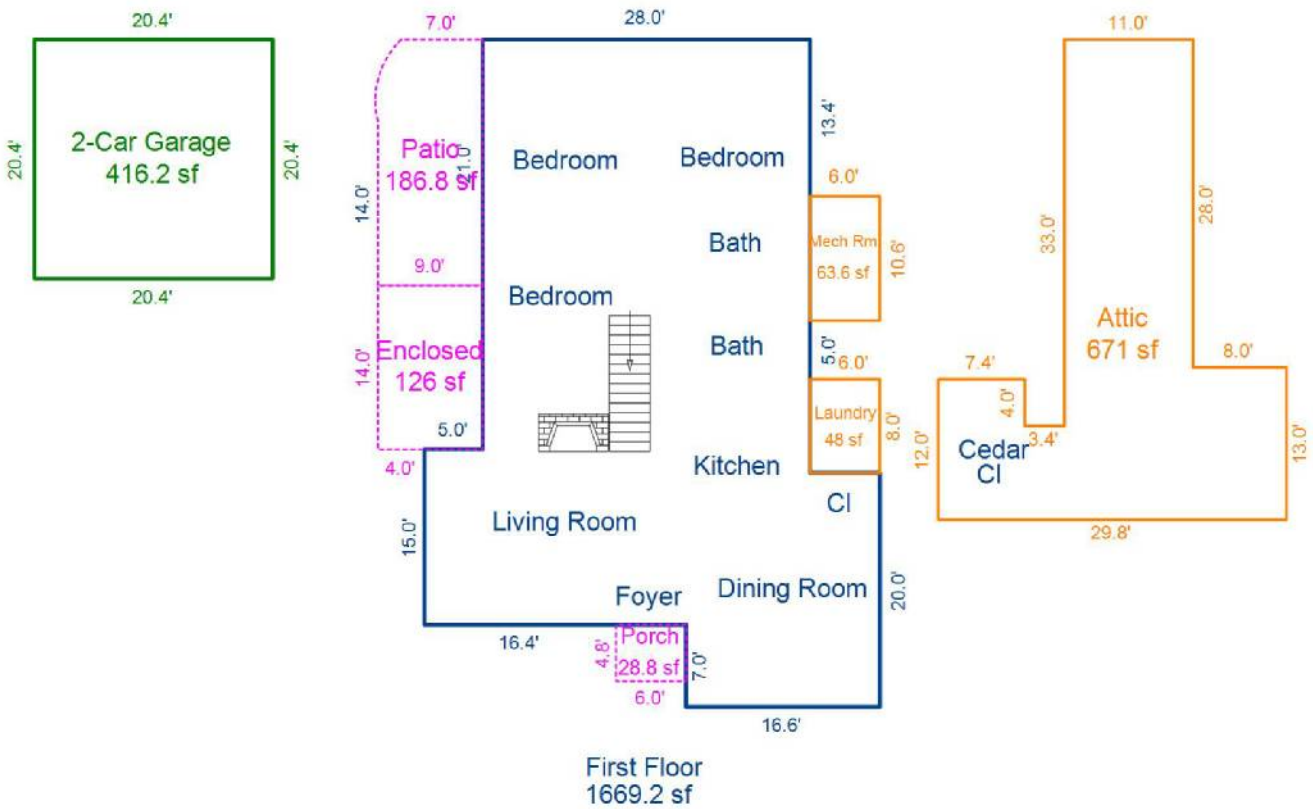 20.4'
2-Car Garage
416.2 sf
20.4'
20.4'
20.4'
7.0'
28.0'
13.4'
Patio
186.8 sf
21.0'
14.0'
9.0'
Bedroom
Bedroom
6.0'
Bath
Mech Rm
63.6 sf
10.6'
Bedroom
Enclosed
126 sf
14.0'
5.0'
4.0'
Bath
5.0'
6.0'
Laundry
48 sf
8.0'
Kitchen
Cl
Living Room
15.0'
Foyer
Dining Room
20.0'
16.4'
Porch
28.8 sf
4.8'
7.0'
6.0'
16.6'
First Floor
1669.2 sf
11.0'
33.0'
28.0'
Attic
671 sf
8.0'
7.4'
4.0'
3.4'
12.0'
Cedar
Cl
13.0'
29.8'